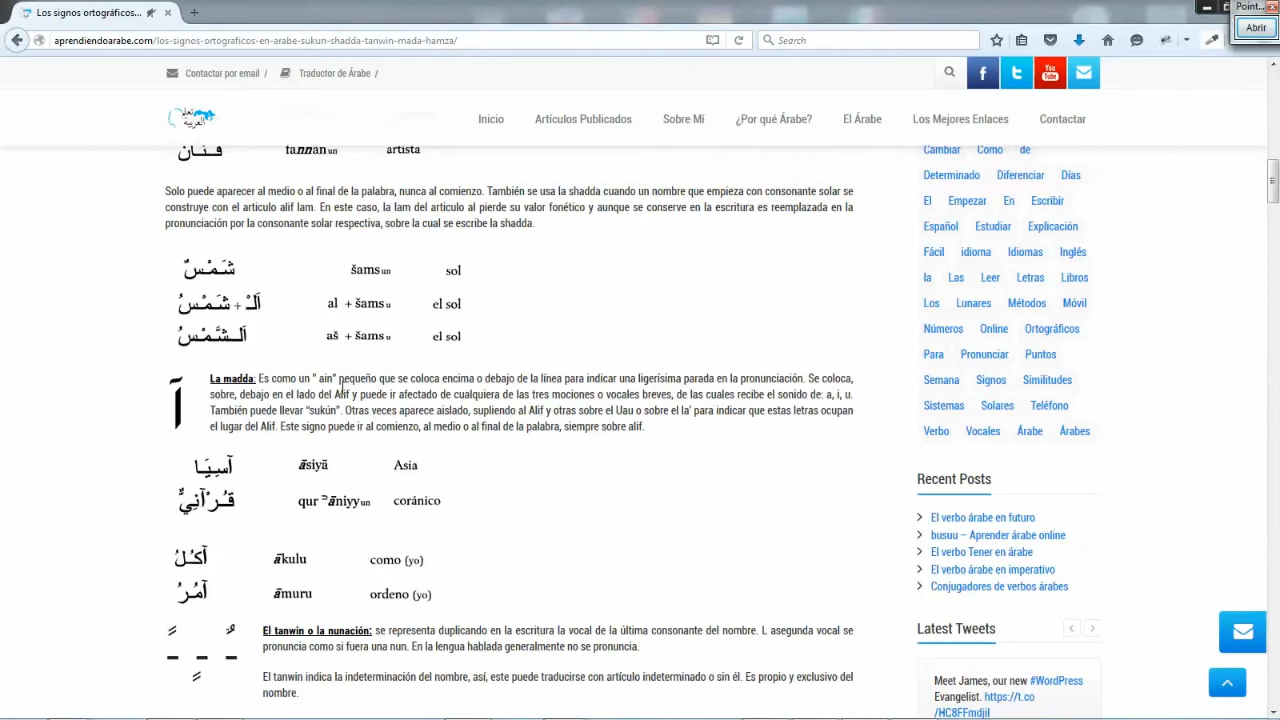 Los signos ortográficos...
Point...
Abrir
aprendiendoarabe.com/los-signos-ortograficos-en-arabe-sukun-shadda-tanwin-mada-hamza/
Search
Contactar por email /
Traductor de Árabe /
You Tube
تعلم العربية
Inicio
Artículos Publicados
Sobre Mí
¿Por qué Árabe?
El Árabe
Los Mejores Enlaces
Contactar
فَنَّانٌ fannānun artista
Solo puede aparecer al medio o al final de la palabra, nunca al comienzo. También se usa la shadda cuando un nombre que empieza con consonante solar se
construye con el articulo alif lam. En este caso, la lam del articulo al pierde su valor fonético y aunque se conserve en la escritura es reemplazada en la
pronunciación por la consonante solar respectiva, sobre la cual se escribe la shadda.
شَمْسٌ šamsun sol
اَلْـ + شَمْسُ al + šamsu el sol
اَلشَّمْسُ aš + šamsu el sol
آ
La madda: Es como un " ain" pequeño que se coloca encima o debajo de la línea para indicar una ligerísima parada en la pronunciación. Se coloca,
sobre, debajo en el lado del Alif y puede ir afectado de cualquiera de las tres mociones o vocales breves, de las cuales recibe el sonido de: a, i, u.
También puede llevar "sukún". Otras veces aparece aislado, supliendo al Alif y otras sobre el Uau o sobre el la' para indicar que estas letras ocupan
el lugar del Alif. Este signo puede ir al comienzo, al medio o al final de la palabra, siempre sobre alif.
آسِيَا āsiyā Asia
قُرْآنِيٌّ qur ʾāniyyun coránico
آكُلُ ākulu como (yo)
آمُرُ āmuru ordeno (yo)
El tanwin o la nunación: se representa duplicando en la escritura la vocal de la última consonante del nombre. L asegunda vocal se
pronuncia como si fuera una nun. En la lengua hablada generalmente no se pronuncia.
El tanwin indica la indeterminación del nombre, así, este puede traducirse con artículo indeterminado o sin él. Es propio y exclusivo del
nombre.
Cambiar Como de
Determinado Diferenciar Días
El Empezar En Escribir
Español Estudiar Explicación
Fácil idioma Idiomas Inglés
la Las Leer Letras Libros
Los Lunares Métodos Móvil
Números Online Ortográficos
Para Pronunciar Puntos
Semana Signos Similitudes
Sistemas Solares Teléfono
Verbo Vocales Árabe Árabes
Recent Posts
El verbo árabe en futuro
busuu – Aprender árabe online
El verbo Tener en árabe
El verbo árabe en imperativo
Conjugadores de verbos árabes
Latest Tweets
Meet James, our new #WordPress
Evangelist. https://t.co
/HC8FFmdjiI